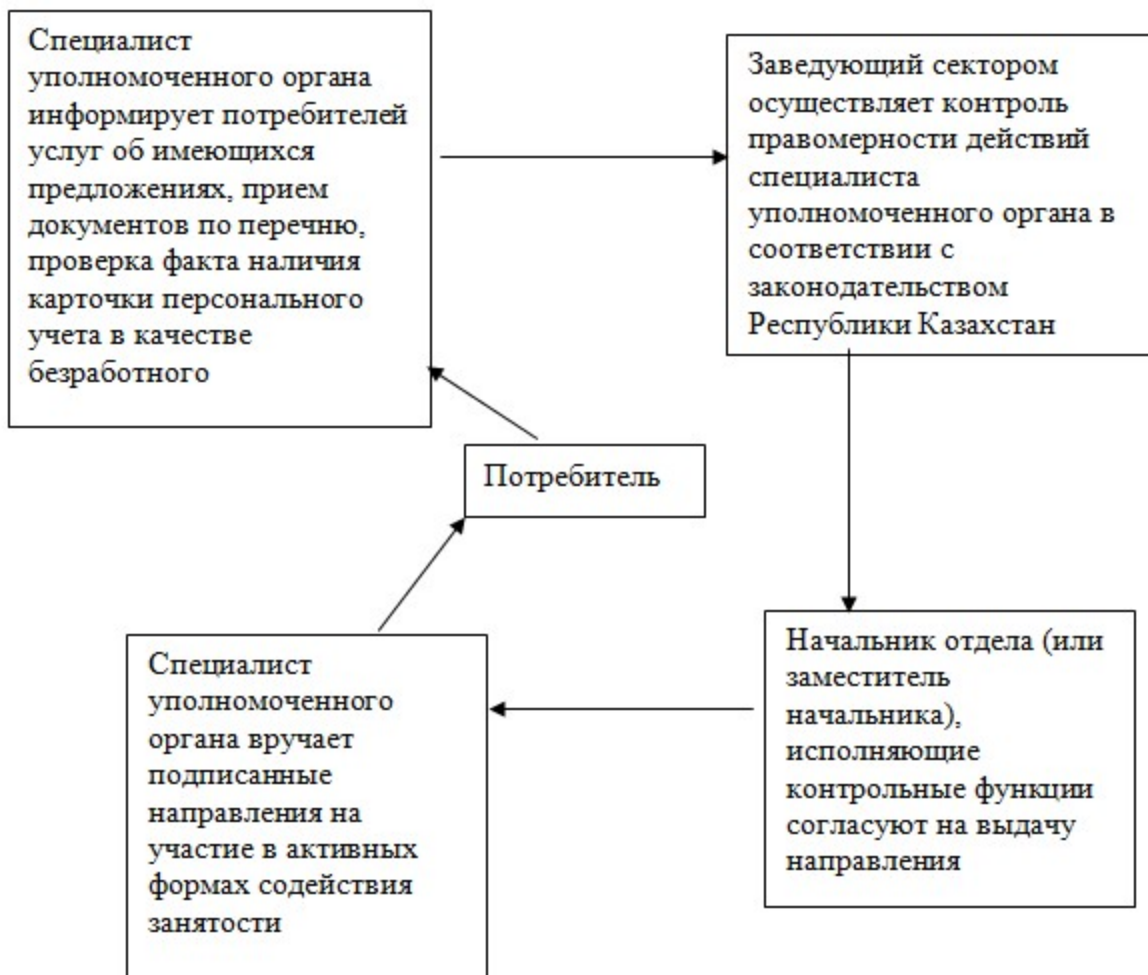 Специалист
уполномоченного органа
информирует потребителей
услуг об имеющихся
предложениях, прием
документов по перечню,
проверка факта наличия
карточки персонального
учета в качестве
безработного
Заведующий сектором
осуществляет контроль
правомерности действий
специалиста
уполномоченного органа в
соответствии с
законодательством
Республики Казахстан
Потребитель
Специалист
уполномоченного
органа вручает
подписанные
направления на
участие в активных
формах содействия
занятости
Начальник отдела (или
заместитель
начальника),
исполняющие
контрольные функции
согласуют на выдачу
направления